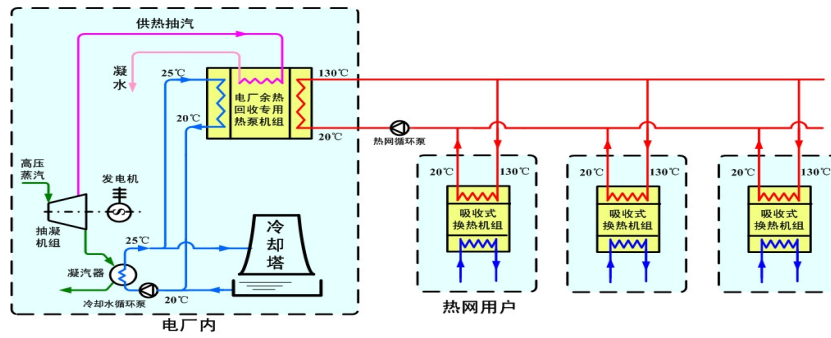 供热抽汽
凝
水
25℃
20℃
电厂余热
回收专用
热泵机组
130℃
20℃
热网循环泵
高压
蒸汽
发电机
抽凝
机组
凝汽器
25℃
冷却水循环泵
20℃
冷
却
塔
电厂内
20℃
130℃
吸收式
换热机组
20℃
130℃
吸收式
换热机组
20℃
130℃
吸收式
换热机组
热网用户